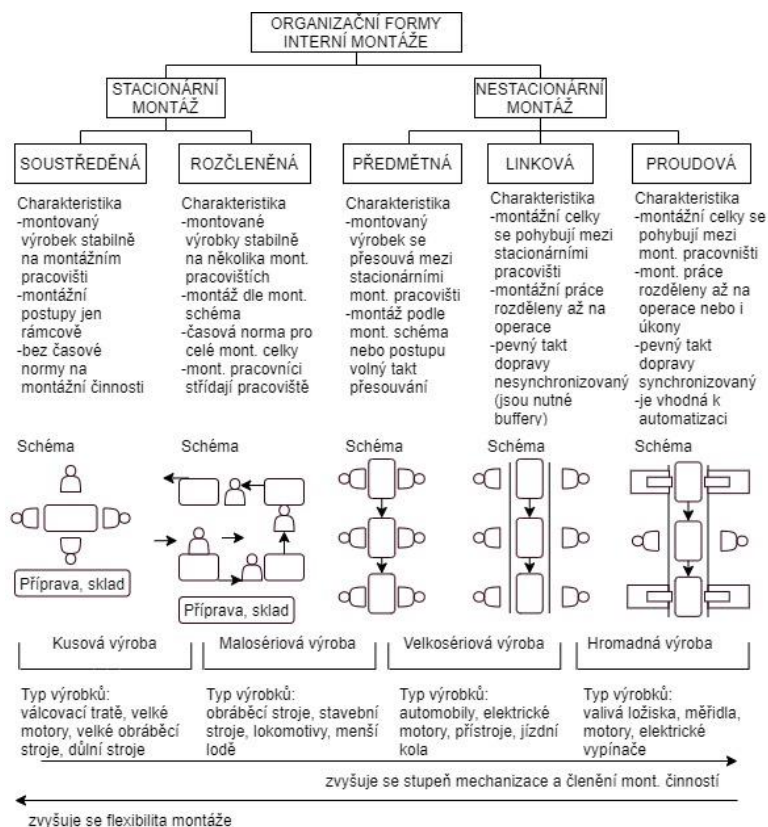 ORGANIZAČNÍ FORMY
INTERNÍ MONTÁŽE
STACIONÁRNÍ
MONTÁŽ
NESTACIONÁRNÍ
MONTÁŽ
SOUSTŘEDĚNÁ
ROZČLENĚNÁ
PŘEDMĚTNÁ
LINKOVÁ
PROUDOVÁ
Charakteristika
-montovaný
výrobek stabilně
na montážním
pracovišti
-montážní
postupy jen
rámcově
-bez časové
normy na
montážní činnosti
Charakteristika
-montované
výrobky stabilně
na několika mont.
pracovištích
-montáž dle mont.
schéma
-časová norma pro
celé mont. celky
-mont. pracovníci
střídají pracoviště
Charakteristika
-montovaný
výrobek se
přesouvá mezi
stacionárními
mont. pracovišti
-montáž podle
mont. schéma
nebo postupu
volný takt
přesouvání
Charakteristika
-montážní celky
se pohybují mezi
stacionárními
pracovišti
-montážní práce
rozděleny až na
operace
-pevný takt
dopravy
nesynchronizovaný
(jsou nutné
buffery)
Charakteristika
-montážní celky se
pohybují mezi
mont. pracovništi
-mont. práce
rozděleny až na
operace nebo i
úkony
-pevný takt
dopravy
synchronizovaný
-je vhodná k
automatizaci
Schéma
Schéma
Schéma
Schéma
Schéma
Příprava, sklad
Příprava, sklad
Kusová výroba
Malosériová výroba
Velkosériová výroba
Hromadná výroba
Typ výrobků:
válcovací tratě, velké
motory, velké obráběcí
stroje, důlní stroje
Typ výrobků:
obráběcí stroje, stavební
stroje, lokomotivy, menší
lodě
Typ výrobků:
automobily, elektrické
motory, přístroje, jízdní
kola
Typ výrobků:
valivá ložiska, měřidla,
motory, elektrické
vypínače
zvyšuje se stupeň mechanizace a členění mont. činností
zvyšuje se flexibilita montáže